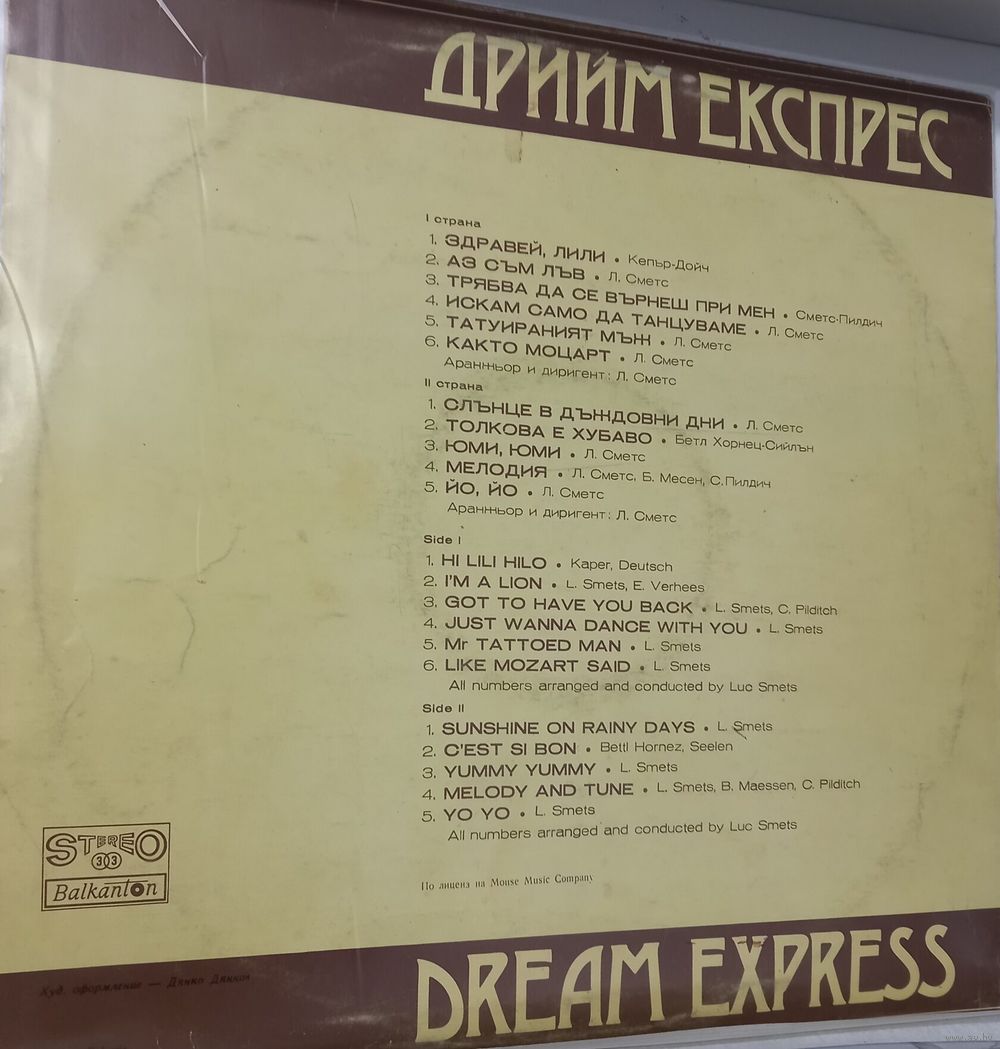 ДРИЙМ ЕКСПРЕС
I страна
1. ЗДРАВЕЙ, ЛИЛИ • Кепър-Дойч
2. АЗ СЪМ ЛЪВ • Л. Сметс
3. ТРЯБВА ДА СЕ ВЪРНЕШ ПРИ МЕН • Сметс-Пилдич
4. ИСКАМ САМО ДА ТАНЦУВАМЕ • Л. Сметс
5. ТАТУИРАНИЯТ МЪЖ • Л. Сметс
6. КАКТО МОЦАРТ • Л. Сметс
Аранжьор и диригент: Л. Сметс
II страна
1. СЛЪНЦЕ В ДЪЖДОВНИ ДНИ • Л. Сметс
2. ТОЛКОВА Е ХУБАВО • Бетл Хорнец-Сийлън
3. ЮМИ, ЮМИ • Л. Сметс
4. МЕЛОДИЯ • Л. Сметс, Б. Месен, С. Пилдич
5. ЙО, ЙО • Л. Сметс
Аранжьор и диригент: Л. Сметс
Side I
1. HI LILI HILO • Kaper, Deutsch
2. I'M A LION • L. Smets, E. Verhees
3. GOT TO HAVE YOU BACK • L. Smets, C. Pilditch
4. JUST WANNA DANCE WITH YOU • L. Smets
5. Mr TATTOED MAN • L. Smets
6. LIKE MOZART SAID • L. Smets
All numbers arranged and conducted by Luc Smets
Side II
1. SUNSHINE ON RAINY DAYS • L. Smets
2. C'EST SI BON • Bettl Hornez, Seelen
3. YUMMY YUMMY • L. Smets
4. MELODY AND TUNE • L. Smets, B. Maessen, C. Pilditch
5. YO YO • L. Smets
All numbers arranged and conducted by Luc Smets
STEREO
33
Balkanton
По лиценз на Mouse Music Company
DREAM EXPRESS
Худ. оформление — Дянко Дянков